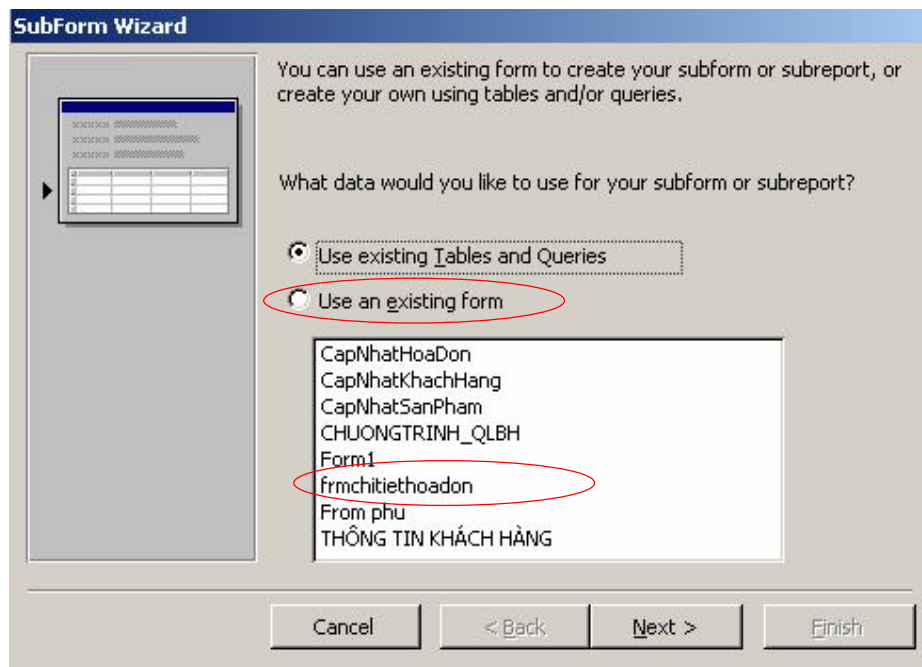 SubForm Wizard
You can use an existing form to create your subform or subreport, or
create your own using tables and/or queries.
What data would you like to use for your subform or subreport?
Use existing Tables and Queries
Use an existing form
CapNhatHoaDon
CapNhatKhachHang
CapNhatSanPham
CHUONGTRINH_QLBH
Form1
frmchitiethoadon
From phu
THÔNG TIN KHÁCH HÀNG
Cancel
< Back
Next >
Finish